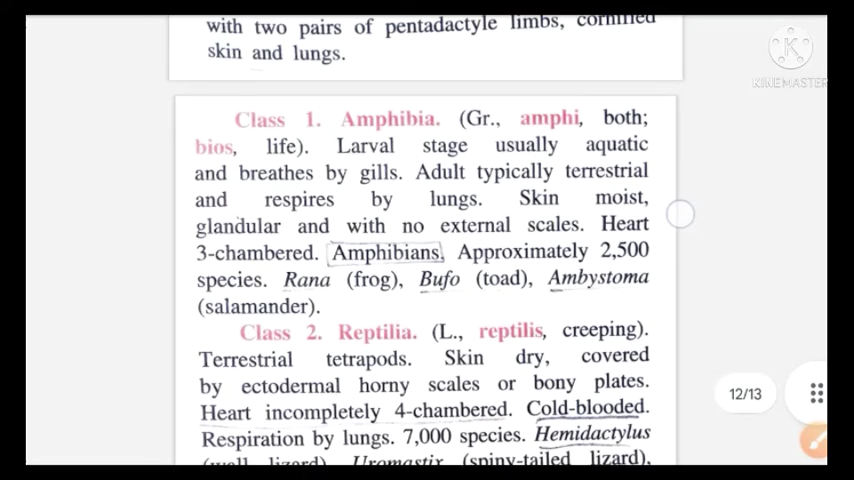 with two pairs of pentadactyle limbs, cornified
skin and lungs.
KINEMASTER
Class 1. Amphibia. (Gr., amphi, both;
bios, life). Larval stage usually aquatic
and breathes by gills. Adult typically terrestrial
and respires by lungs. Skin moist,
glandular and with no external scales. Heart
3-chambered. Amphibians. Approximately 2,500
species. Rana (frog), Bufo (toad), Ambystoma
(salamander).
Class 2. Reptilia. (L., reptilis, creeping).
Terrestrial tetrapods. Skin dry, covered
by ectodermal horny scales or bony plates.
Heart incompletely 4-chambered. Cold-blooded.
Respiration by lungs. 7,000 species. Hemidactylus
(wall lizard), Uromastix (spiny-tailed lizard),
12/13